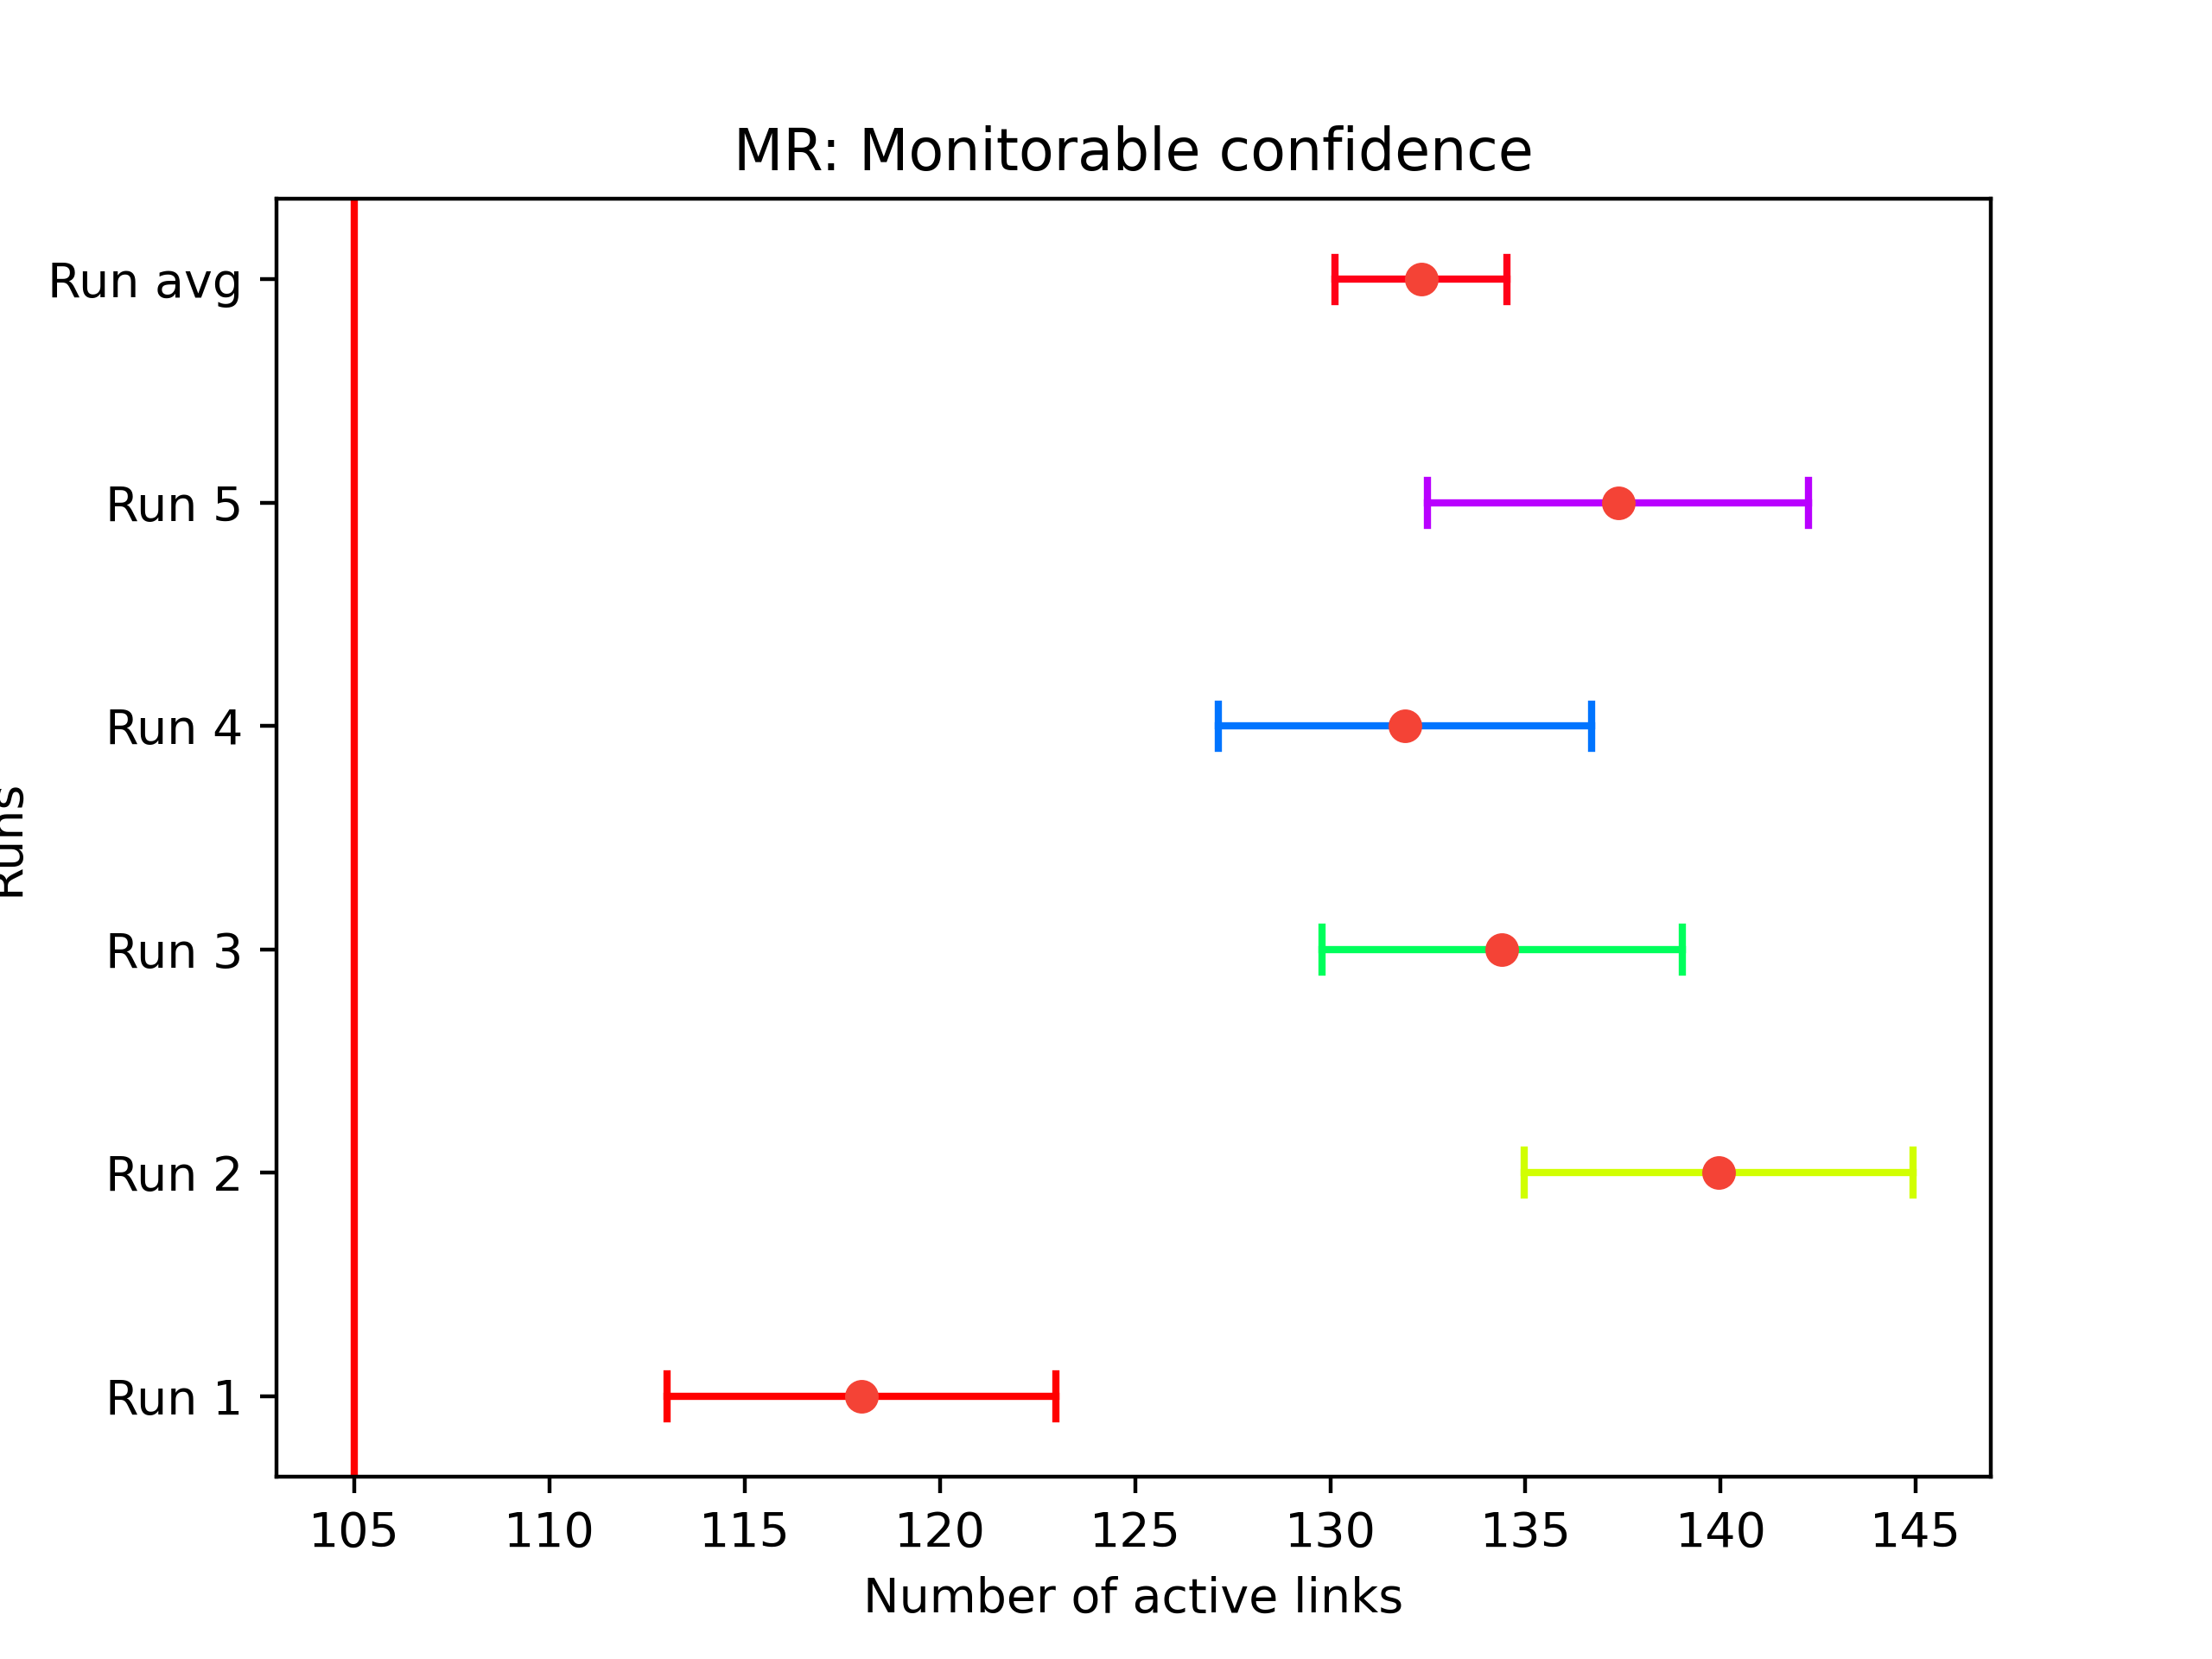 MR: Monitorable confidence
Run avg
Run 5
Run 4
Run 3
Run 2
Run 1
Runs
105 110 115 120 125 130 135 140 145
Number of active links